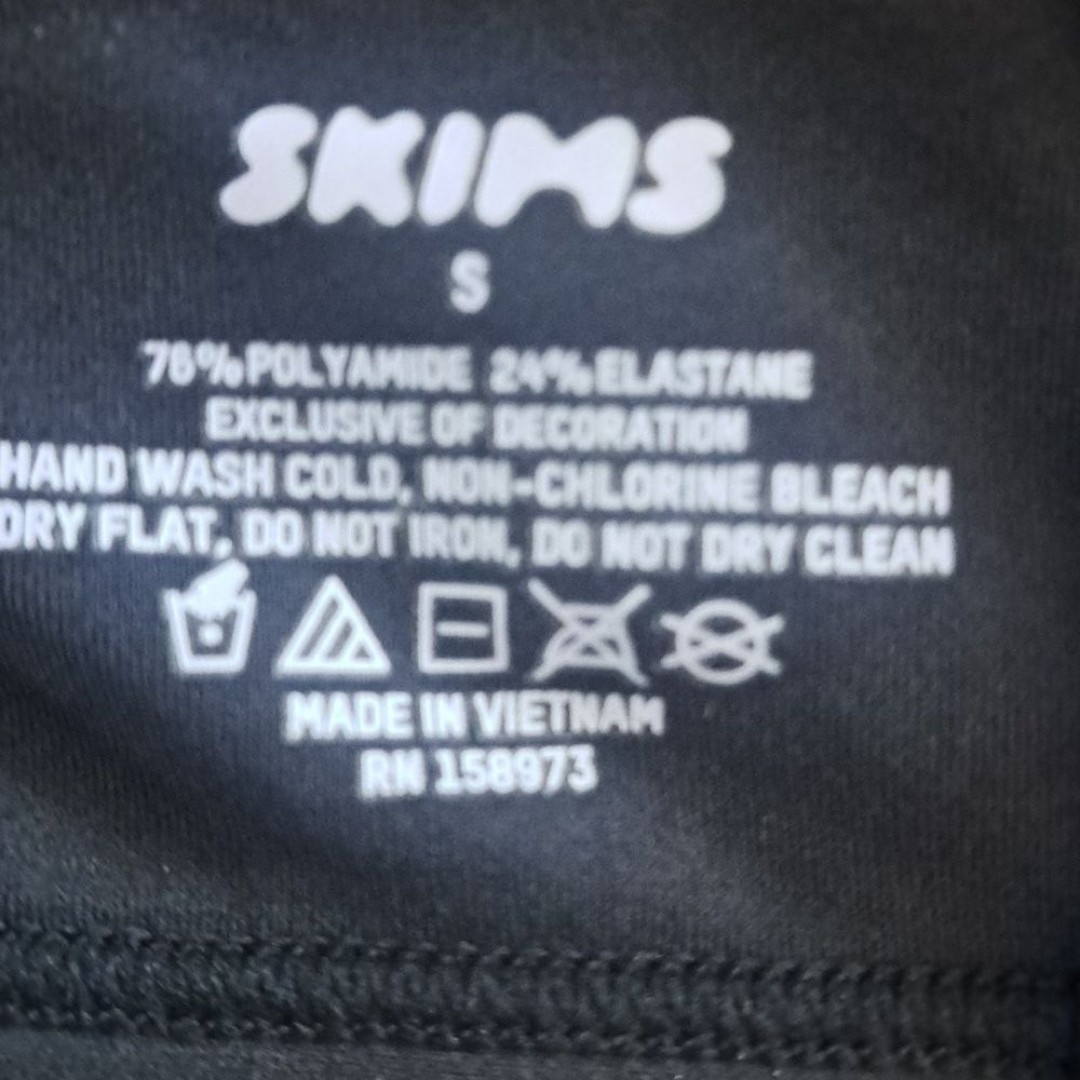 SKIMS
S
76% POLYAMIDE 24% ELASTANE
EXCLUSIVE OF DECORATION
HAND WASH COLD, NON-CHLORINE BLEACH
DRY FLAT, DO NOT IRON, DO NOT DRY CLEAN
MADE IN VIETNAM
RN 158973